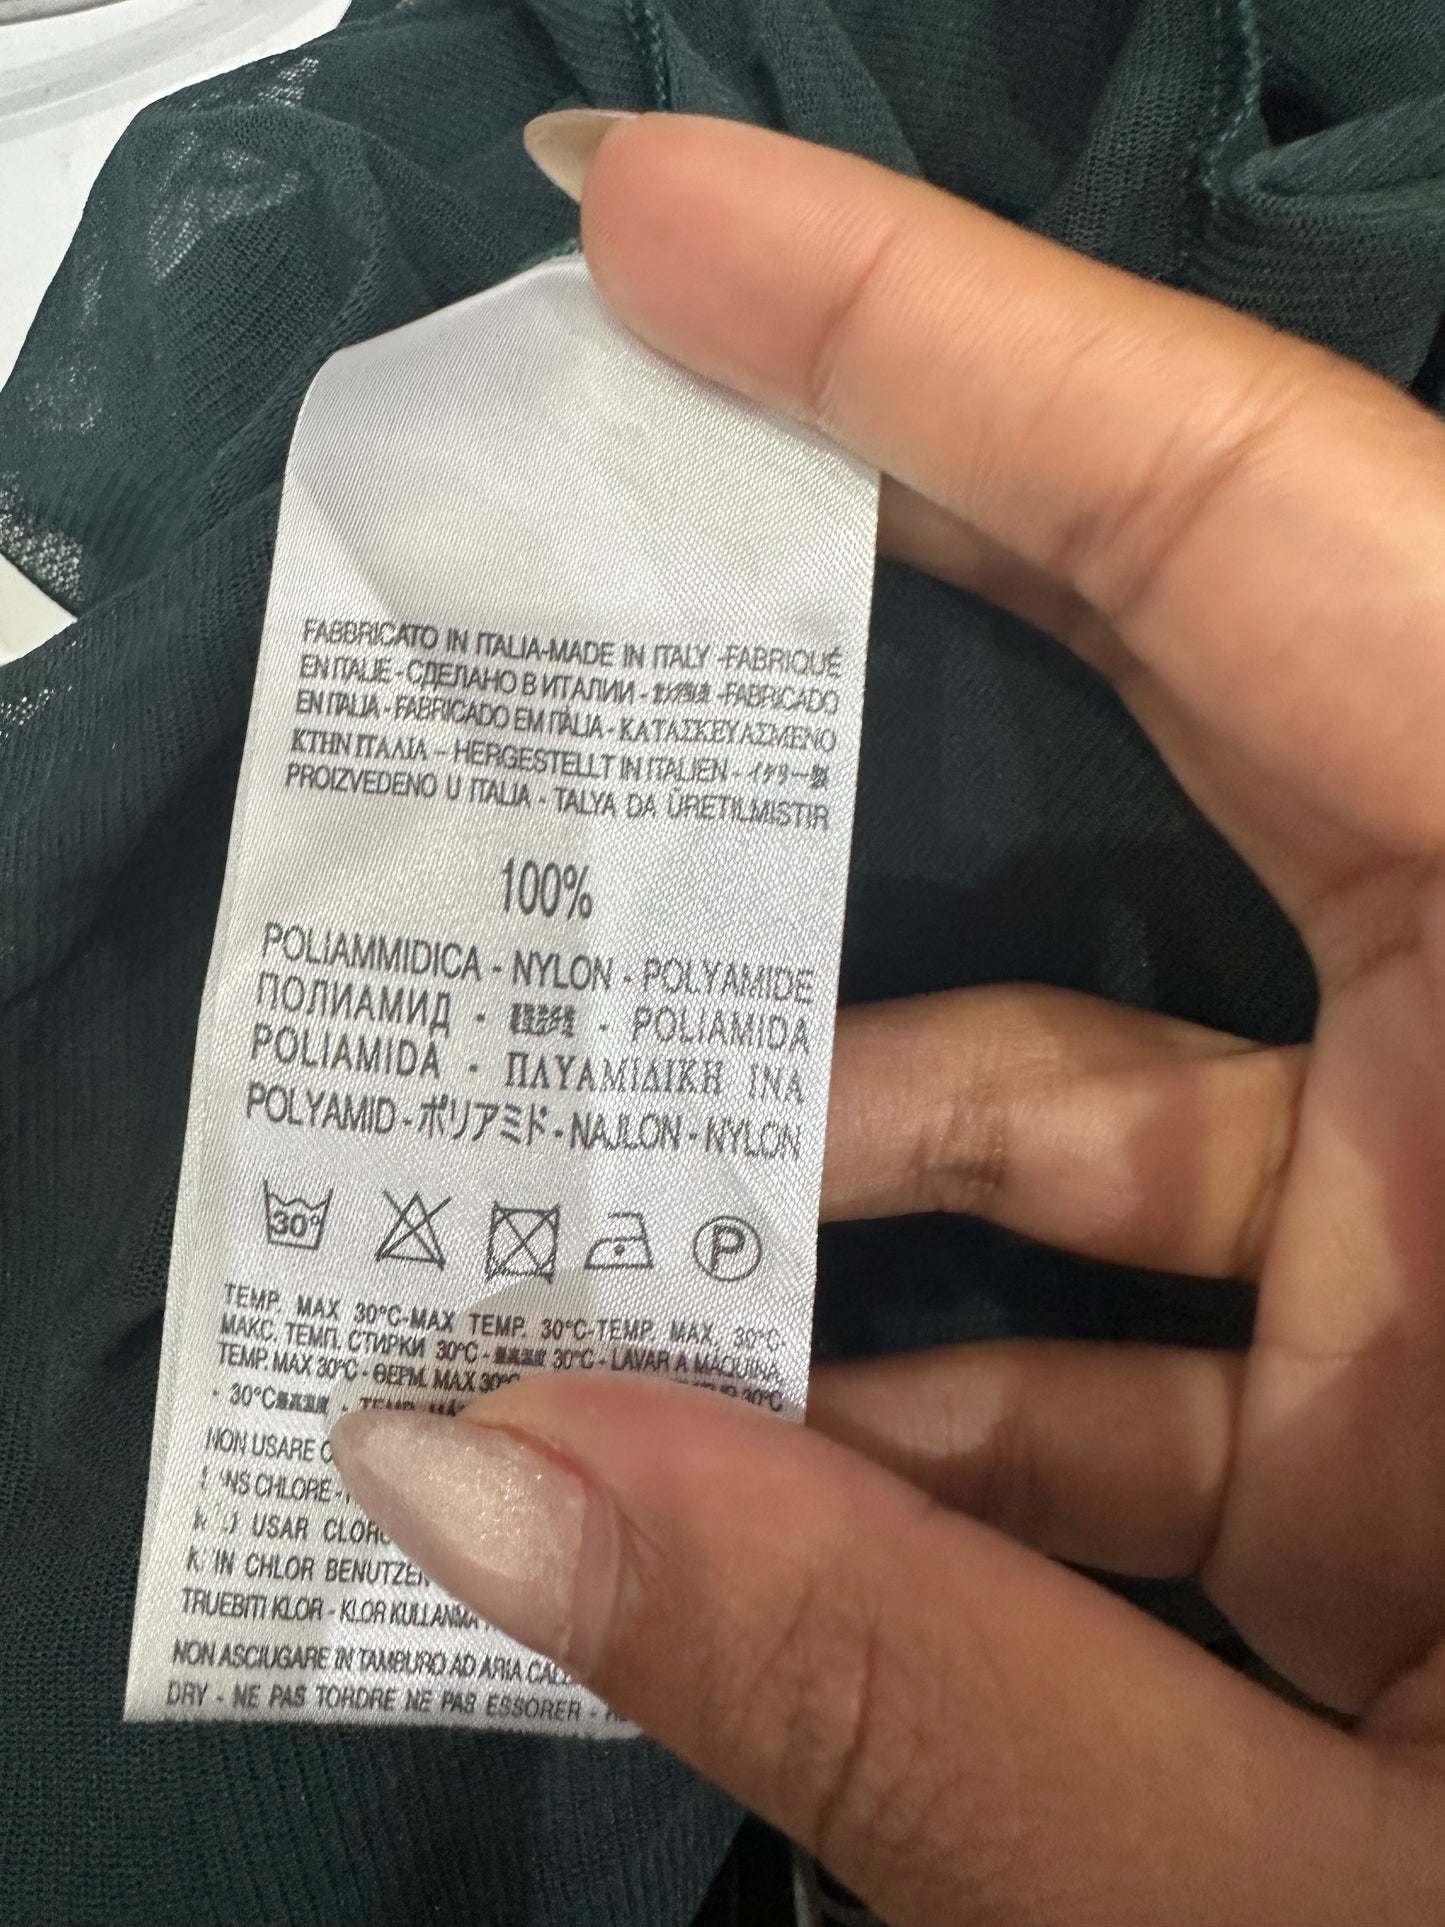 FABBRICATO IN ITALIA-MADE IN ITALY -FABRIQUÉ
EN ITALIE - СДЕЛАНО В ИТАЛИИ - -FABRICADO
EN ITALIA - FABRICADO EM ITÁLIA - ΚΑΤΑΣΚΕΥΑΣΜΕΝΟ
ΚΤΗΝ ΙΤΑΛΙΑ – HERGESTELLT IN ITALIEN - イタリー製
PROIZVEDENO U ITALIA - TALYA DA ÜRETILMISTIR
100%
POLIAMMIDICA - NYLON - POLYAMIDE
ПОЛИАМИД - - POLIAMIDA
POLIAMIDA - ΠΛΥΑΜΙΔΙΚΗ ΙΝΑ
POLYAMID - ポリアミド - NAJLON - NYLON
30°
P
TEMP. MAX 30°C-MAX TEMP. 30°C-TEMP. MAX. 30°C-
МАКС. ТЕМП. СТИРКИ 30°C - 30°C - LAVAR A MAQUINA
TEMP. MAX 30°C - ΘΕΡΜ. MAX 30°C 30°C
- 30°C - TEMP.
NON USARE
CHLORE -
USAR
IN CHLOR BENUTZEN
TRUEBITI KLOR - KLOR KULLANMA
NON ASCIUGARE IN TAMBURO AD ARIA
DRY - NE PAS TORDRE NE PAS ESSORER -